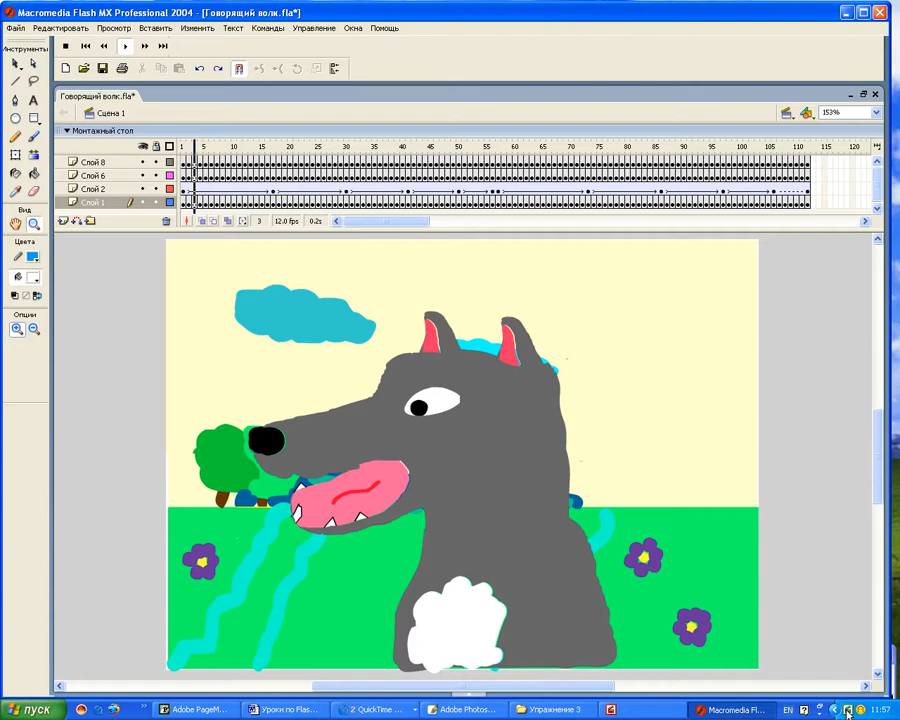 Macromedia Flash MX Professional 2004 - [Говорящий волк.fla*]
Файл Редактировать Просмотр Вставить Изменить Текст Команды Управление Окна Помощь
Инструменты
Говорящий волк.fla*
Сцена 1
153%
Монтажный стол
1 5 10 15 20 25 30 35 40 45 50 55 60 65 70 75 80 85 90 95 100 105 110 115 120
Слой 8
Слой 6
Слой 2
Слой 1
3 12.0 fps 0.2s
Вид
Цвета
Опции
пуск
Adobe PageM...
Уроки по Flas...
2 QuickTime ...
Adobe Photos...
Упражнение 3
Macromedia Fl...
EN
11:57